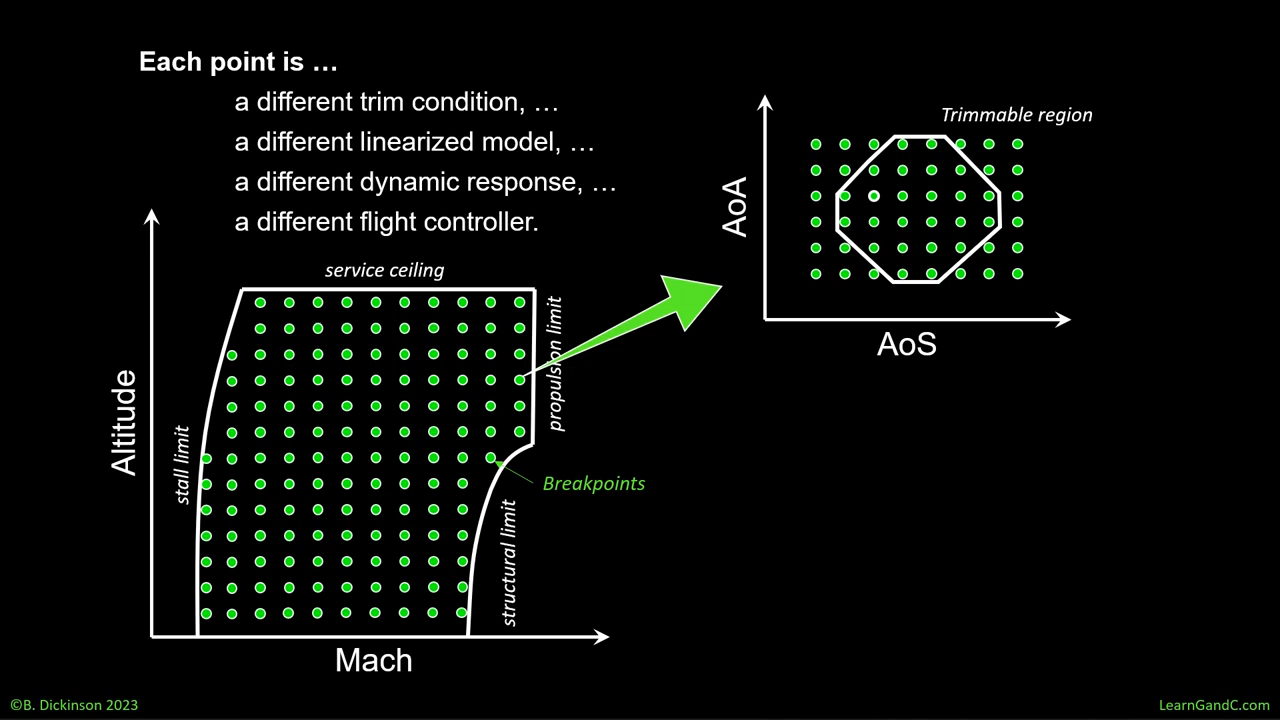 Each point is …
a different trim condition, …
a different linearized model, …
a different dynamic response, …
a different flight controller.
Altitude
service ceiling
stall limit
propulsion limit
Breakpoints
structural limit
Mach
Trimmable region
AoA
AoS
©B. Dickinson 2023
LearnGandC.com